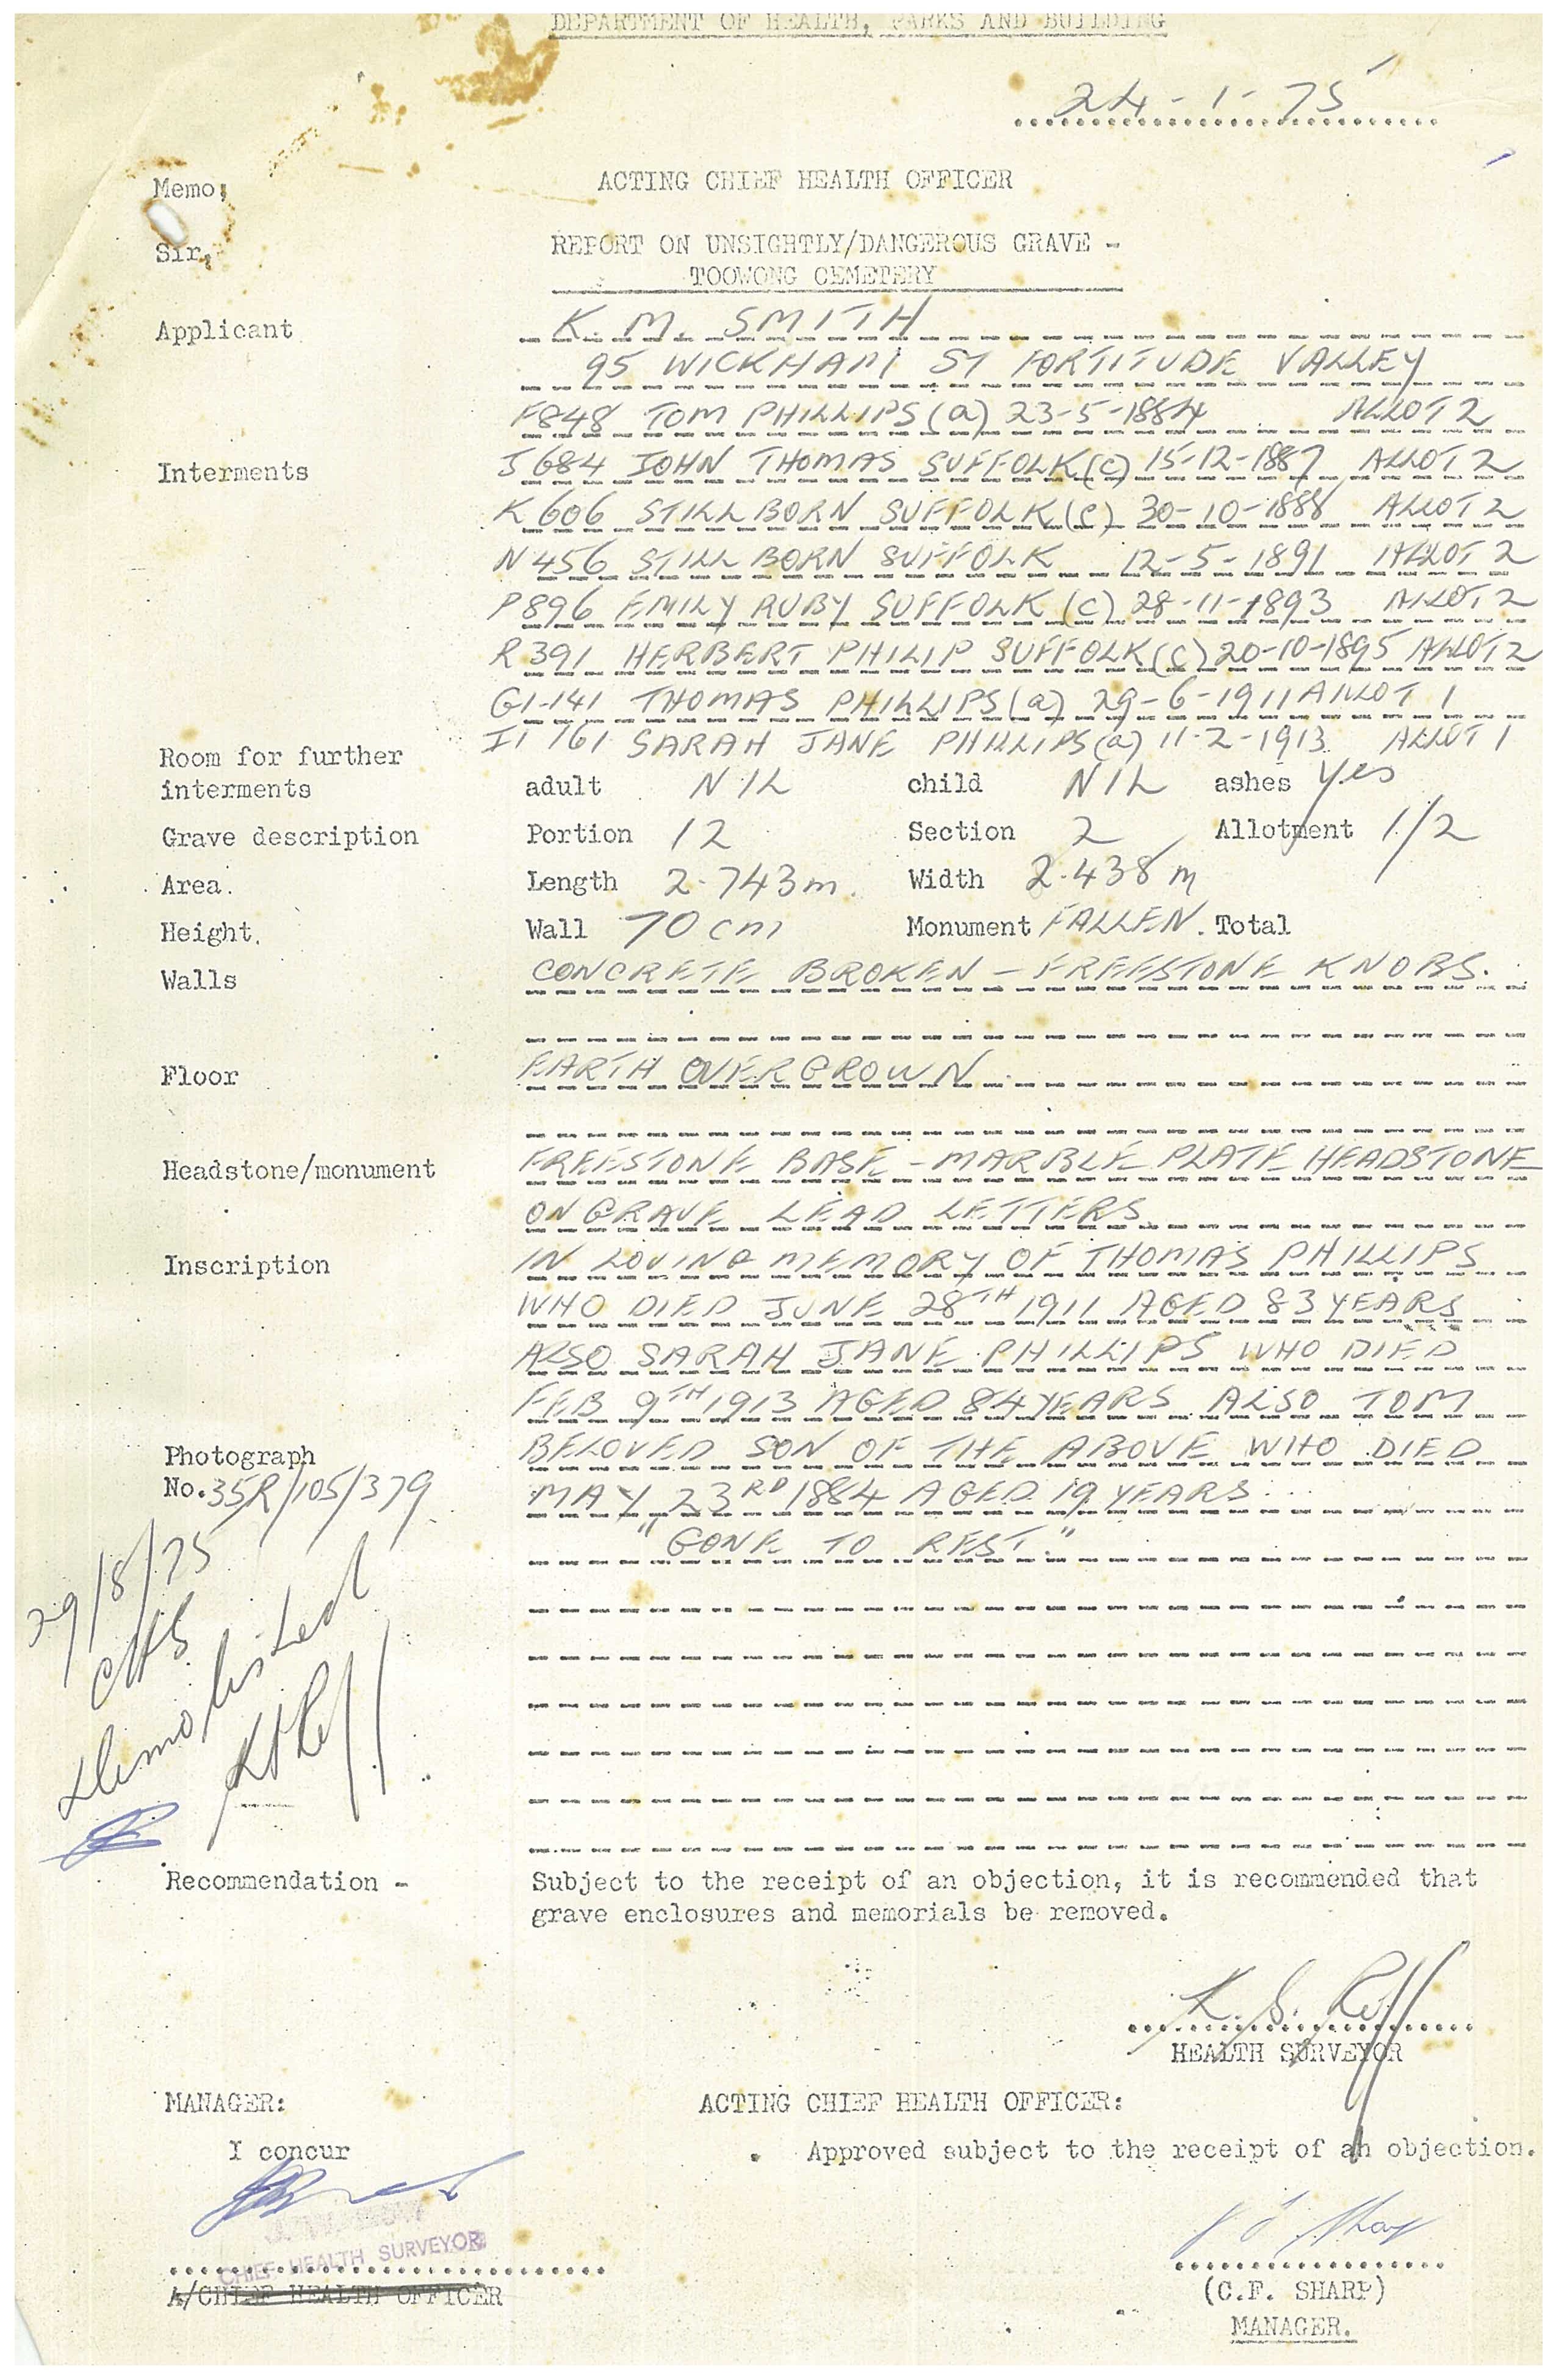 DEPARTMENT OF HEALTH, PARKS AND BUILDING
24-1-75
Memo;
ACTING CHIEF HEALTH OFFICER
Sir,
REPORT ON UNSIGHTLY/DANGEROUS GRAVE -
TOOWONG CEMETERY
Applicant K. M. SMITH
95 WICKHAM ST FORTITUDE VALLEY
F848 TOM PHILLIPS (a) 23-5-1884 ALLOT 2
Interments J684 JOHN THOMAS SUFFOLK (c) 15-12-1887 ALLOT 2
K606 STILLBORN SUFFOLK (c) 30-10-1888 ALLOT 2
N456 STILLBORN SUFFOLK 12-5-1891 ALLOT 2
P896 EMILY RUBY SUFFOLK (c) 28-11-1893 ALLOT 2
R391 HERBERT PHILIP SUFFOLK (c) 20-10-1895 ALLOT 2
G1-141 THOMAS PHILLIPS (a) 29-6-1911 ALLOT 1
I1 761 SARAH JANE PHILLIPS (a) 11-2-1913 ALLOT 1
Room for further
interments adult NIL child NIL ashes yes
Grave description Portion 12 Section 2 Allotment 1/2
Area. Length 2.743m. Width 2.438m
Height. Wall 70cm Monument FALLEN. Total
Walls CONCRETE BROKEN - FREESTONE KNOBS.
Floor EARTH OVERGROWN
Headstone/monument FREESTONE BASE - MARBLE PLATE HEADSTONE
ON GRAVE LEAD LETTERS
Inscription IN LOVING MEMORY OF THOMAS PHILLIPS
WHO DIED JUNE 28TH 1911 AGED 83 YEARS
ALSO SARAH JANE PHILLIPS WHO DIED
FEB 9TH 1913 AGED 84 YEARS ALSO TOM
Photograph BELOVED SON OF THE ABOVE WHO DIED
No. 35R/105/379 MAY 23RD 1884 AGED 19 YEARS
"GONE TO REST."
29/8/75
CHS
demolished
Recommendation - Subject to the receipt of an objection, it is recommended that
grave enclosures and memorials be removed.
HEALTH SURVEYOR
MANAGER: ACTING CHIEF HEALTH OFFICER:
I concur Approved subject to the receipt of an objection.
CHIEF HEALTH SURVEYOR
A/CHIEF HEALTH OFFICER
(C.F. SHARP)
MANAGER.